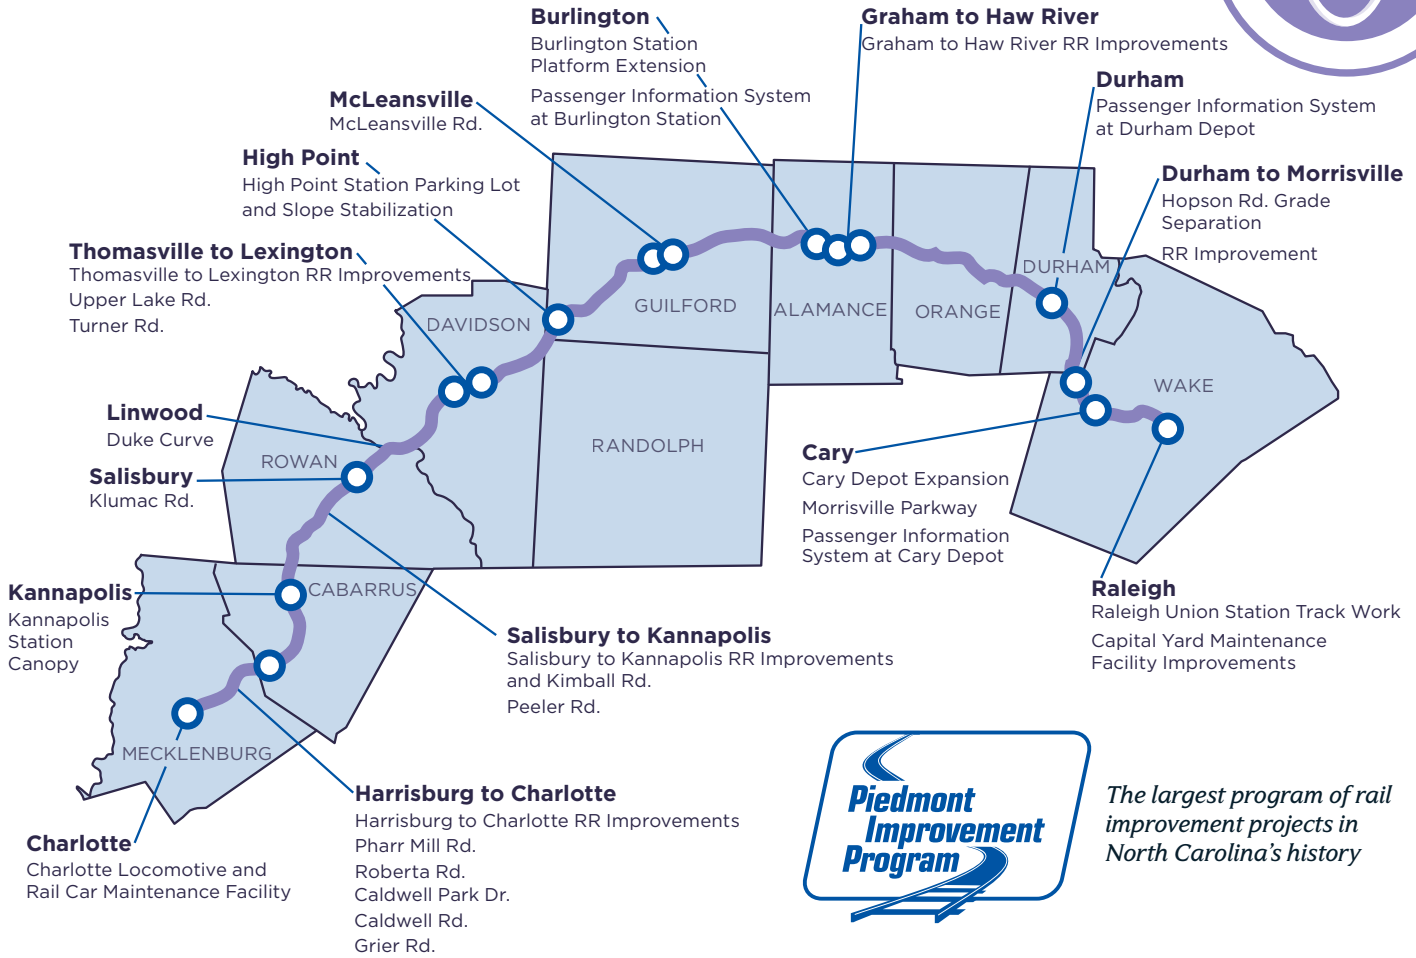 Burlington
Burlington Station
Platform Extension
Passenger Information System
at Burlington Station
Graham to Haw River
Graham to Haw River RR Improvements
Durham
Passenger Information System
at Durham Depot
McLeansville
McLeansville Rd.
High Point
High Point Station Parking Lot
and Slope Stabilization
Durham to Morrisville
Hopson Rd. Grade
Separation
RR Improvement
Thomasville to Lexington
Thomasville to Lexington RR Improvements
Upper Lake Rd.
Turner Rd.
DAVIDSON
GUILFORD
ALAMANCE
ORANGE
DURHAM
WAKE
RANDOLPH
Linwood
Duke Curve
ROWAN
Salisbury
Klumac Rd.
Cary
Cary Depot Expansion
Morrisville Parkway
Passenger Information
System at Cary Depot
Kannapolis
Kannapolis
Station
Canopy
CABARRUS
Raleigh
Raleigh Union Station Track Work
Capital Yard Maintenance
Facility Improvements
Salisbury to Kannapolis
Salisbury to Kannapolis RR Improvements
and Kimball Rd.
Peeler Rd.
MECKLENBURG
Harrisburg to Charlotte
Harrisburg to Charlotte RR Improvements
Pharr Mill Rd.
Roberta Rd.
Caldwell Park Dr.
Caldwell Rd.
Grier Rd.
Charlotte
Charlotte Locomotive and
Rail Car Maintenance Facility
Piedmont
Improvement
Program
The largest program of rail
improvement projects in
North Carolina's history